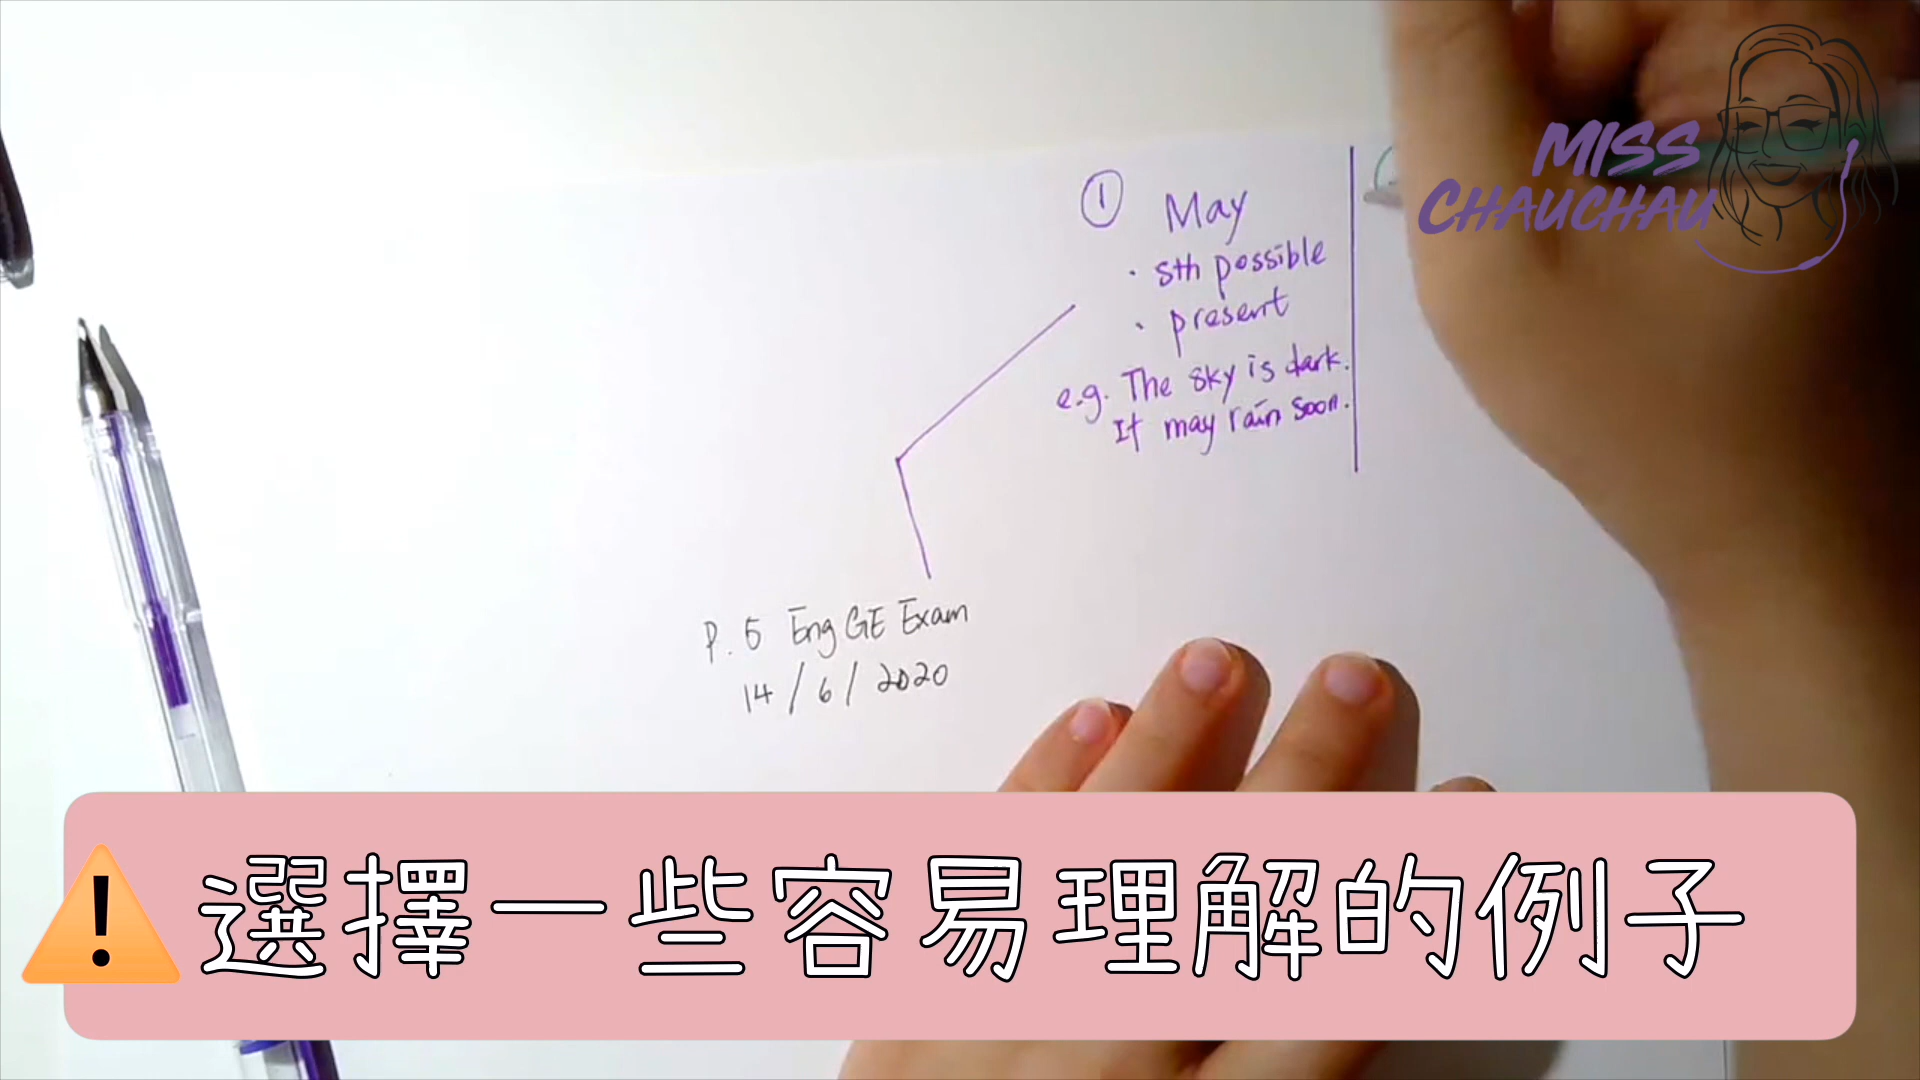 MISS
CHAUCHAU
① May
· sth possible
· present
e.g. The sky is dark.
It may rain soon.
P.5 Eng GE Exam
14/6/2020
选擇一些容易理解的例子